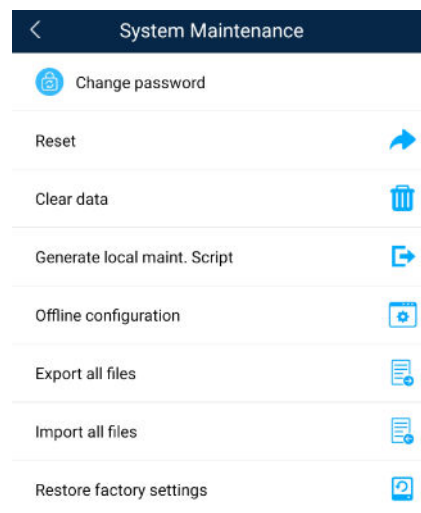 System Maintenance
Change password
Reset
Clear data
Generate local maint. Script
Offline configuration
Export all files
Import all files
Restore factory settings